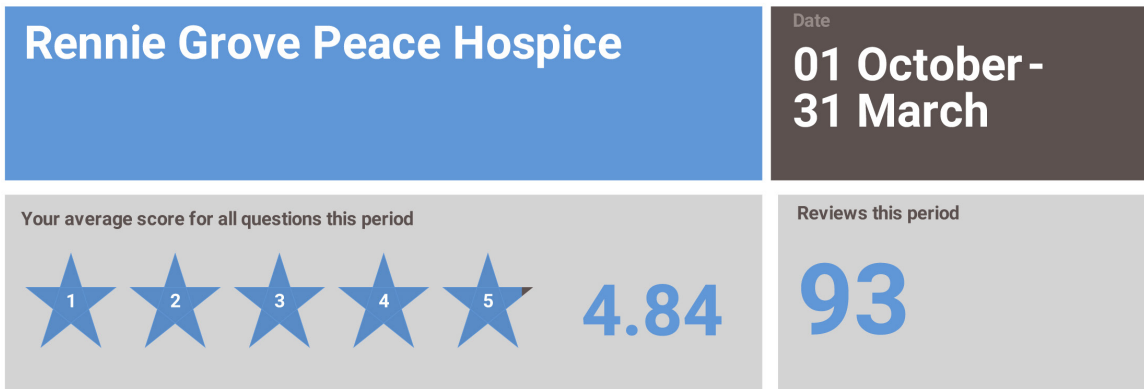 Rennie Grove Peace Hospice
Date
01 October-
31 March
Your average score for all questions this period
1 2 3 4 5
4.84
Reviews this period
93